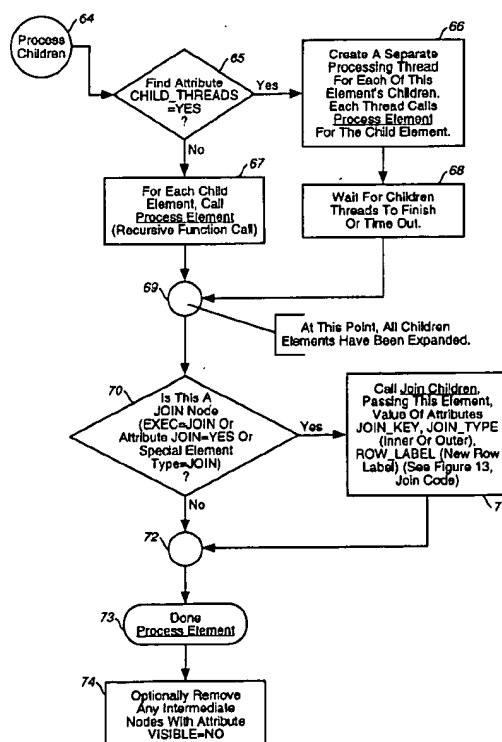 64
Process
Children
65
Find Attribute
CHILD_THREADS
=YES
?
Yes
No
66
Create A Separate
Processing Thread
For Each Of This
Element's Children.
Each Thread Calls
Process Element
For The Child Element.
67
For Each Child
Element, Call
Process Element
(Recursive Function Call)
68
Wait For Children
Threads To Finish
Or Time Out.
69
At This Point, All Children
Elements Have Been Expanded.
70
Is This A
JOIN Node
(EXEC=JOIN Or
Attribute JOIN=YES Or
Special Element
Type=JOIN)
?
Yes
No
Call Join Children,
Passing This Element,
Value Of Attributes
JOIN_KEY, JOIN_TYPE
(Inner Or Outer),
ROW_LABEL (New Row
Label) (See Figure 13,
Join Code)
7
72
73
Done
Process Element
74
Optionally Remove
Any Intermediate
Nodes With Attribute
VISIBLE=NO